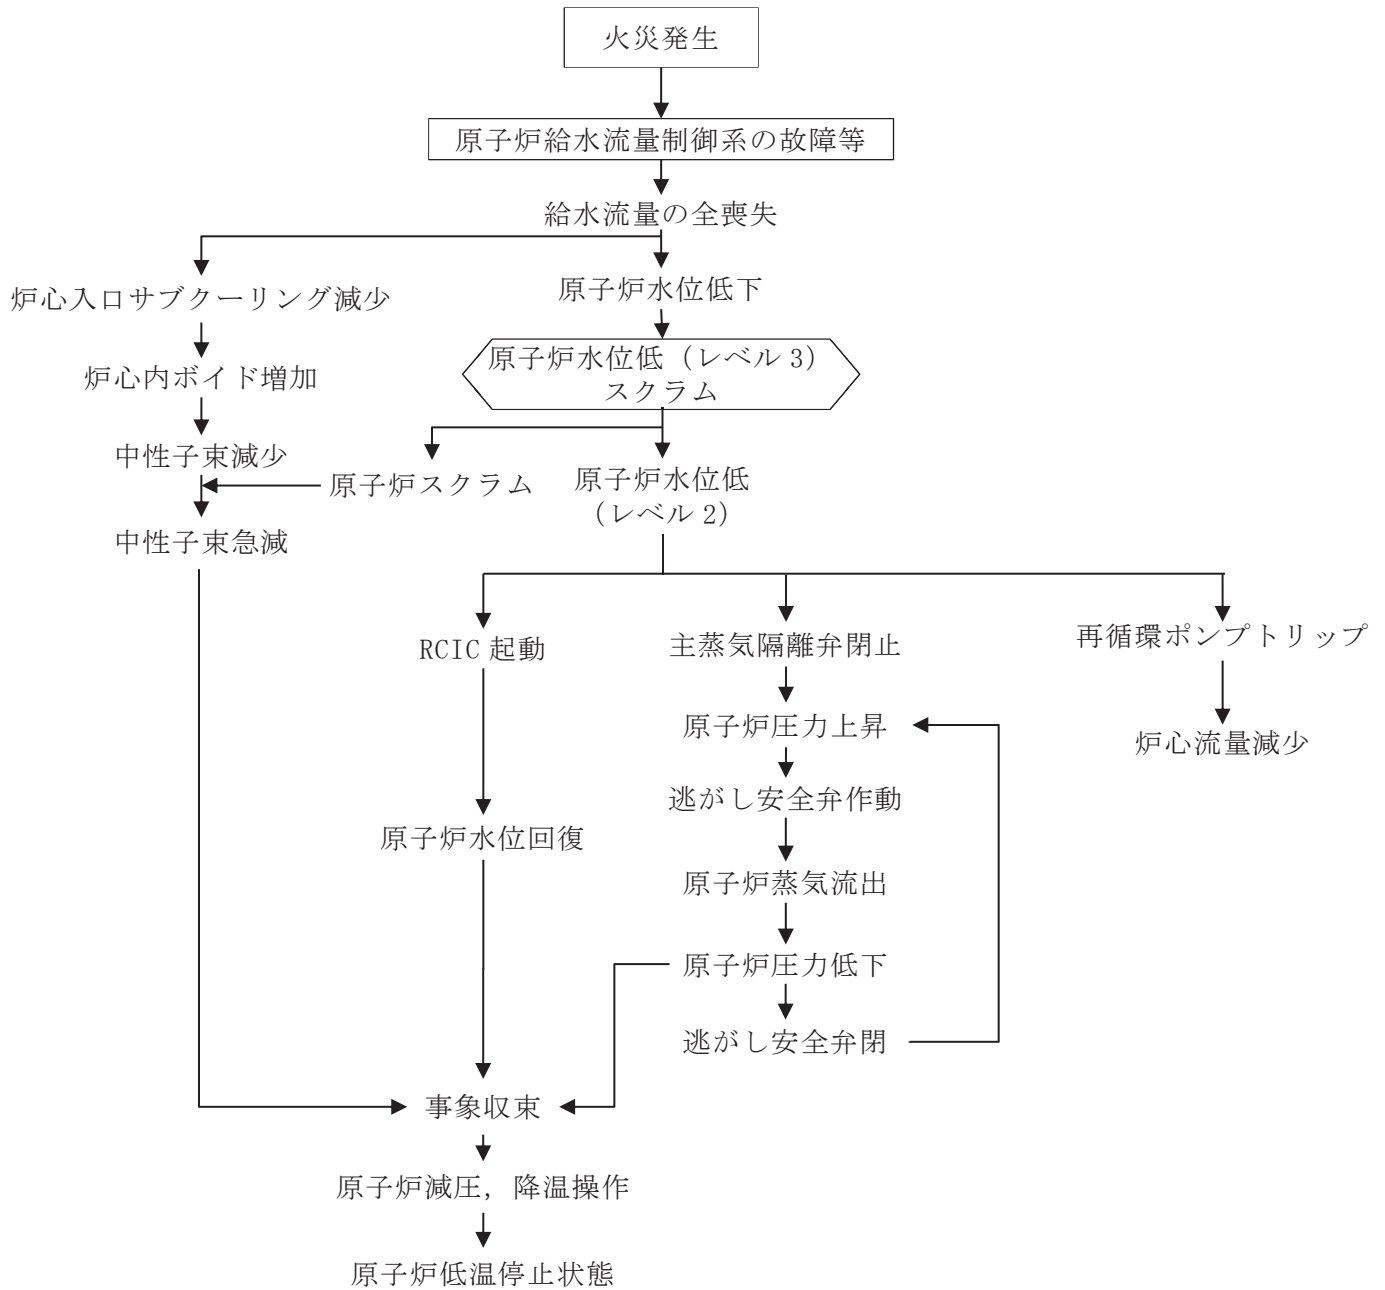 火災発生
原子炉給水流量制御系の故障等
給水流量の全喪失
炉心入口サブクーリング減少
原子炉水位低下
炉心内ボイド増加
原子炉水位低（レベル 3）
スクラム
中性子束減少
原子炉スクラム
原子炉水位低
（レベル 2）
中性子束急減
RCIC 起動
主蒸気隔離弁閉止
再循環ポンプトリップ
原子炉圧力上昇
炉心流量減少
逃がし安全弁作動
原子炉水位回復
原子炉蒸気流出
原子炉圧力低下
逃がし安全弁閉
事象収束
原子炉減圧，降温操作
原子炉低温停止状態